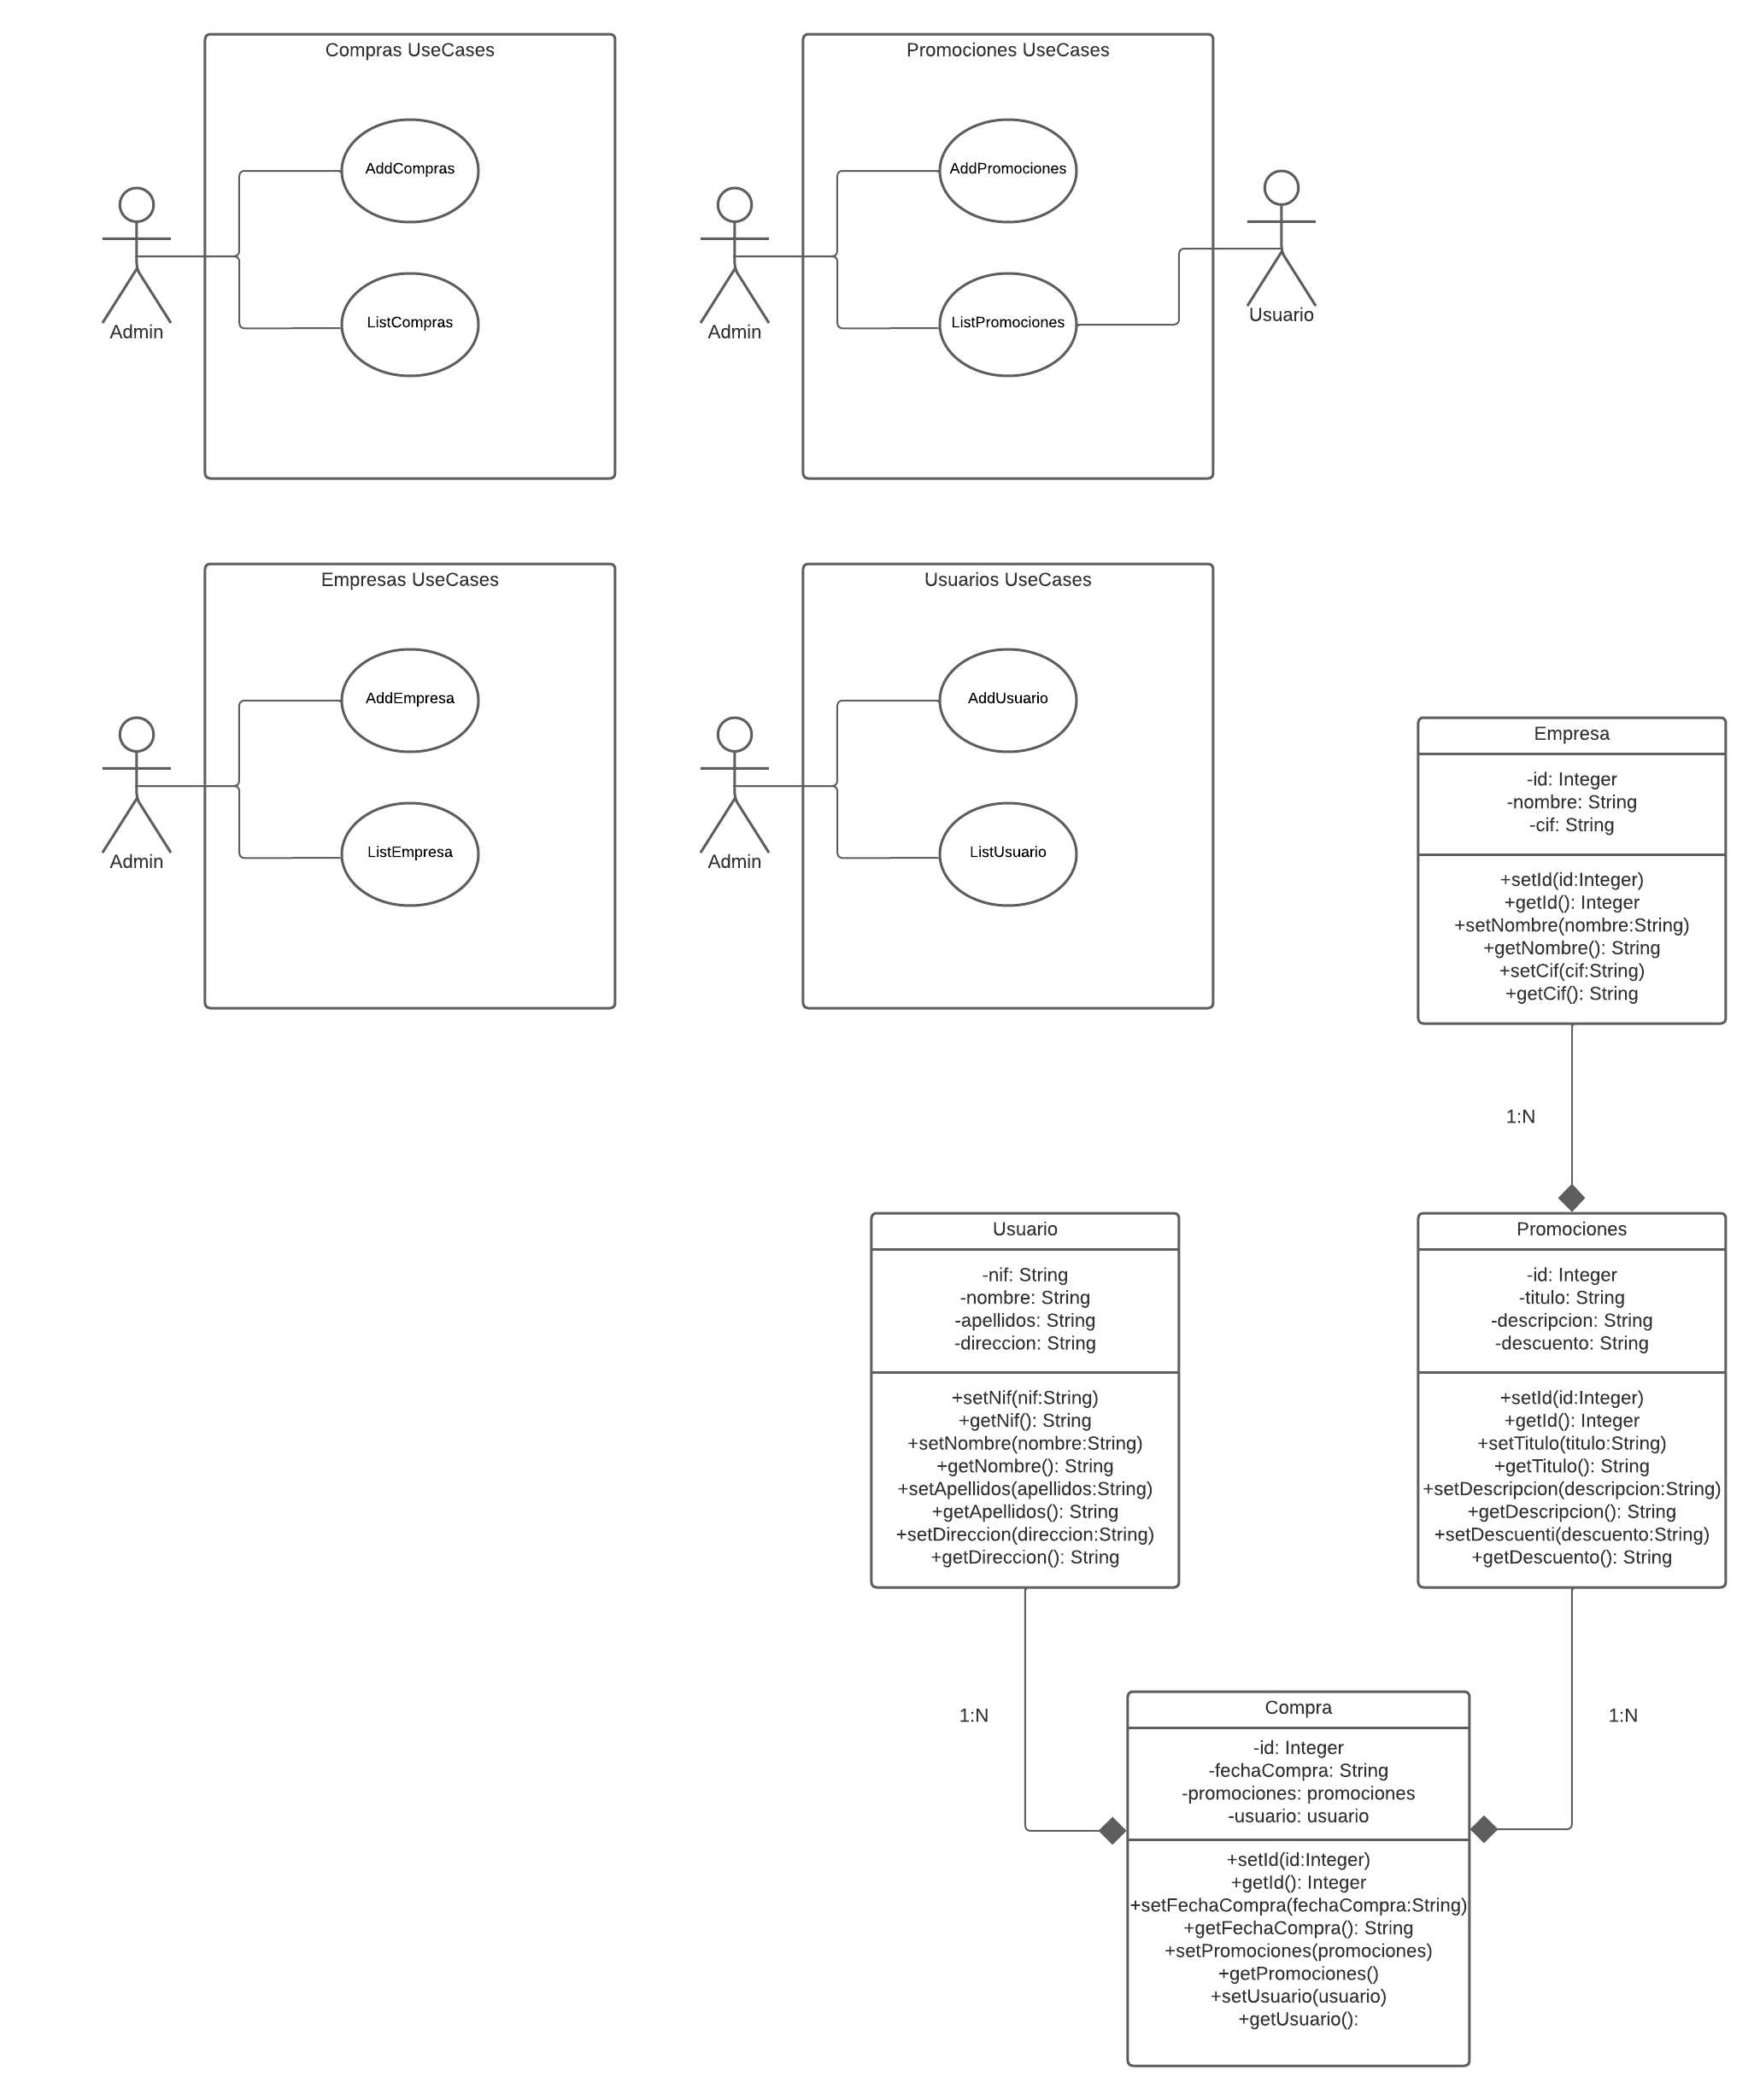 Compras UseCases
AddCompras
ListCompras
Admin
Promociones UseCases
AddPromociones
ListPromociones
Admin
Usuario
Empresas UseCases
AddEmpresa
ListEmpresa
Admin
Usuarios UseCases
AddUsuario
ListUsuario
Admin
Empresa
-id: Integer
-nombre: String
-cif: String
+setId(id:Integer)
+getId(): Integer
+setNombre(nombre:String)
+getNombre(): String
+setCif(cif:String)
+getCif(): String
1:N
Usuario
-nif: String
-nombre: String
-apellidos: String
-direccion: String
+setNif(nif:String)
+getNif(): String
+setNombre(nombre:String)
+getNombre(): String
+setApellidos(apellidos:String)
+getApellidos(): String
+setDireccion(direccion:String)
+getDireccion(): String
Promociones
-id: Integer
-titulo: String
-descripcion: String
-descuento: String
+setId(id:Integer)
+getId(): Integer
+setTitulo(titulo:String)
+getTitulo(): String
+setDescripcion(descripcion:String)
+getDescripcion(): String
+setDescuenti(descuento:String)
+getDescuento(): String
1:N
1:N
Compra
-id: Integer
-fechaCompra: String
-promociones: promociones
-usuario: usuario
+setId(id:Integer)
+getId(): Integer
+setFechaCompra(fechaCompra:String)
+getFechaCompra(): String
+setPromociones(promociones)
+getPromociones()
+setUsuario(usuario)
+getUsuario():